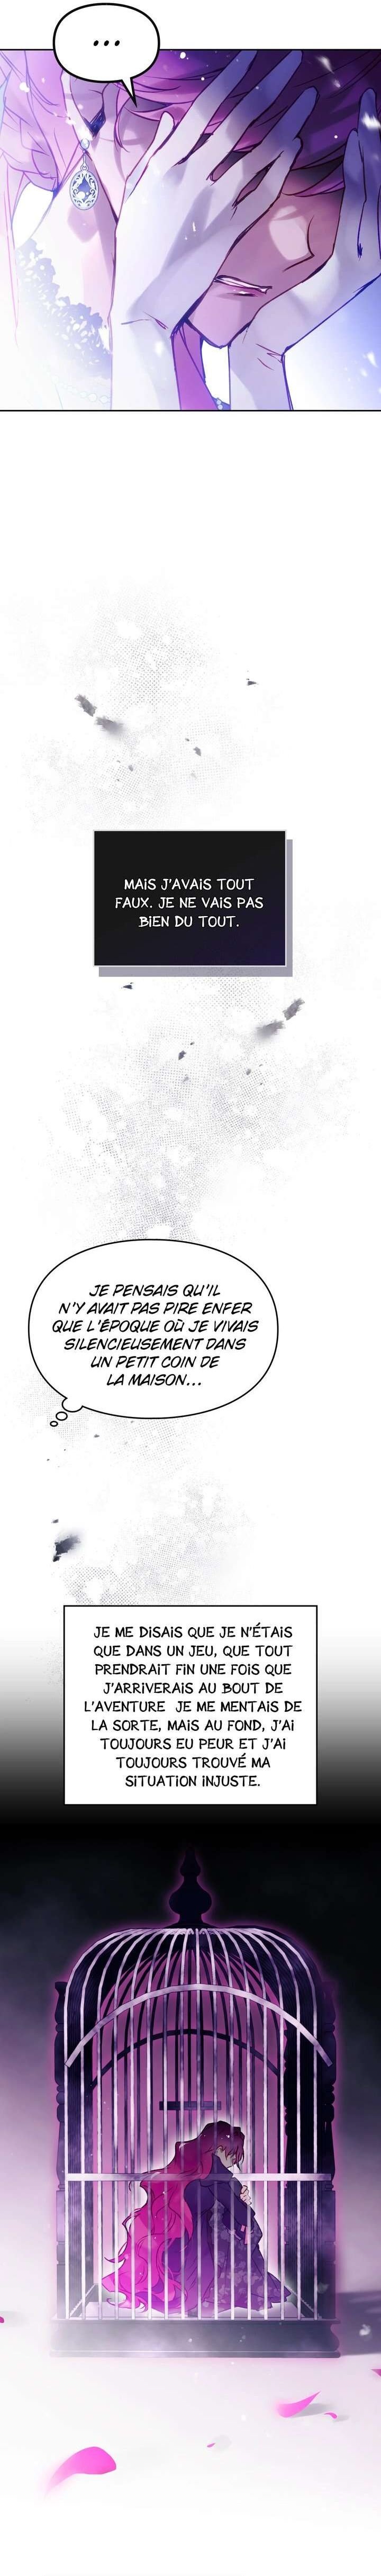 ...
MAIS J'AVAIS TOUT
FAUX. JE NE VAIS PAS
BIEN DU TOUT.
JE PENSAIS QU'IL
N'Y AVAIT PAS PIRE ENFER
QUE L'ÉPOQUE OÙ JE VIVAIS
SILENCIEUSEMENT DANS
UN PETIT COIN DE
LA MAISON...
JE ME DISAIS QUE JE N'ÉTAIS
QUE DANS UN JEU, QUE TOUT
PRENDRAIT FIN UNE FOIS QUE
J'ARRIVERAIS AU BOUT DE
L'AVENTURE JE ME MENTAIS DE
LA SORTE, MAIS AU FOND, J'AI
TOUJOURS EU PEUR ET J'AI
TOUJOURS TROUVÉ MA
SITUATION INJUSTE.